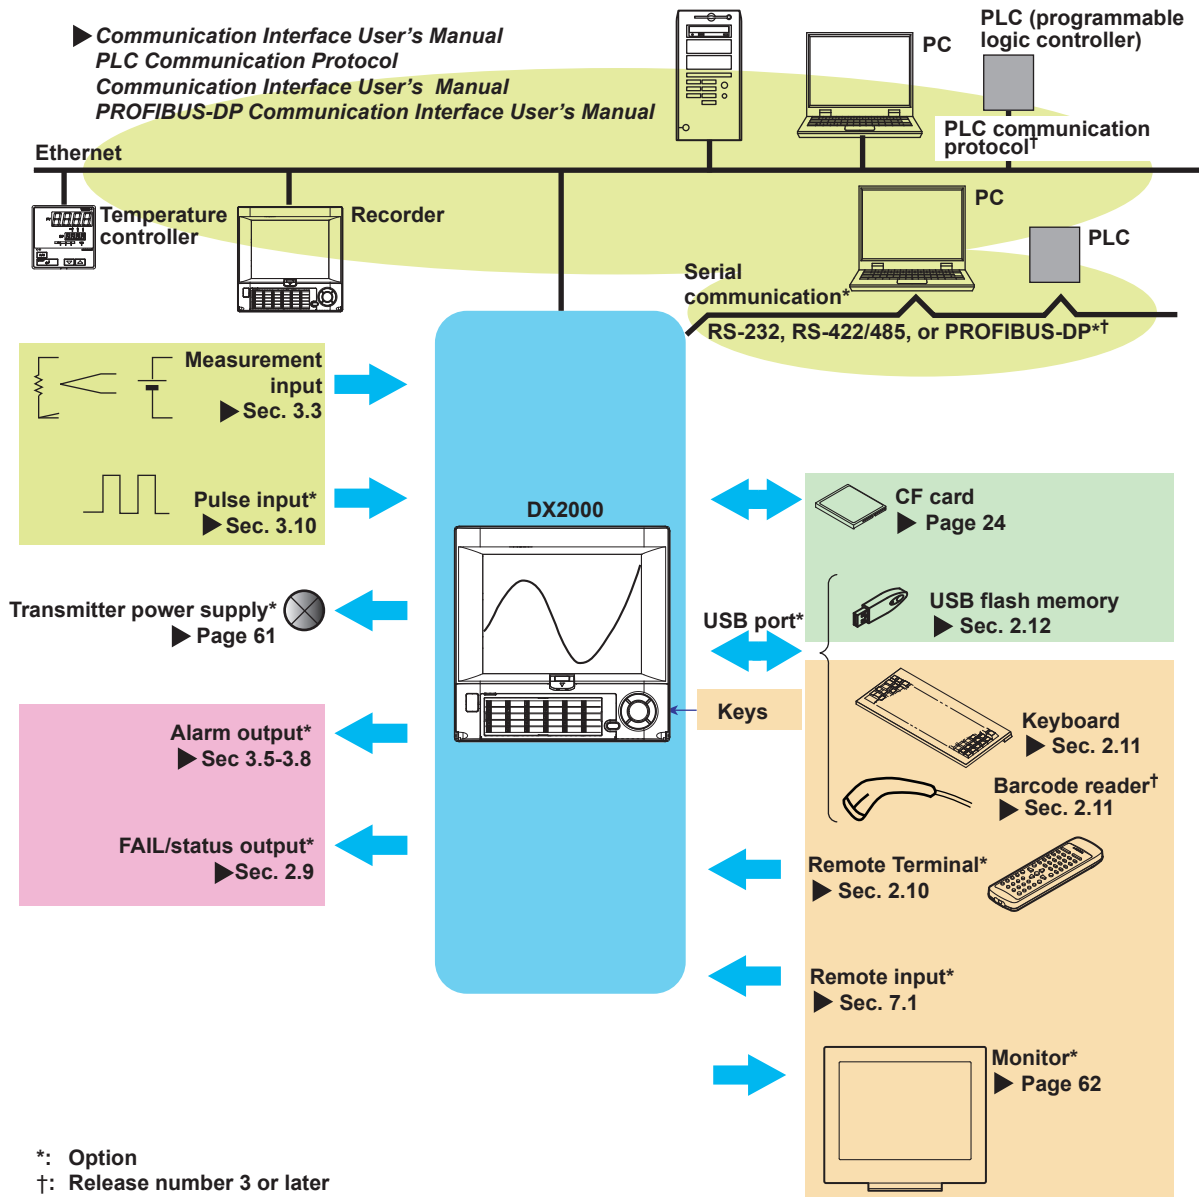 ▶ Communication Interface User's Manual
PLC Communication Protocol
Communication Interface User's  Manual
PROFIBUS-DP Communication Interface User's Manual
PC
PLC (programmable
logic controller)
PLC communication
protocol†
Ethernet
Temperature
controller
Recorder
PC
PLC
Serial
communication*
RS-232, RS-422/485, or PROFIBUS-DP*†
Measurement
input
▶ Sec. 3.3
Pulse input*
▶ Sec. 3.10
Transmitter power supply*
▶ Page 61
Alarm output*
▶ Sec 3.5-3.8
FAIL/status output*
▶Sec. 2.9
DX2000
Keys
CF card
▶ Page 24
USB port*
USB flash memory
▶ Sec. 2.12
Keyboard
▶ Sec. 2.11
Barcode reader†
▶ Sec. 2.11
Remote Terminal*
▶ Sec. 2.10
Remote input*
▶ Sec. 7.1
Monitor*
▶ Page 62
*: Option
†: Release number 3 or later